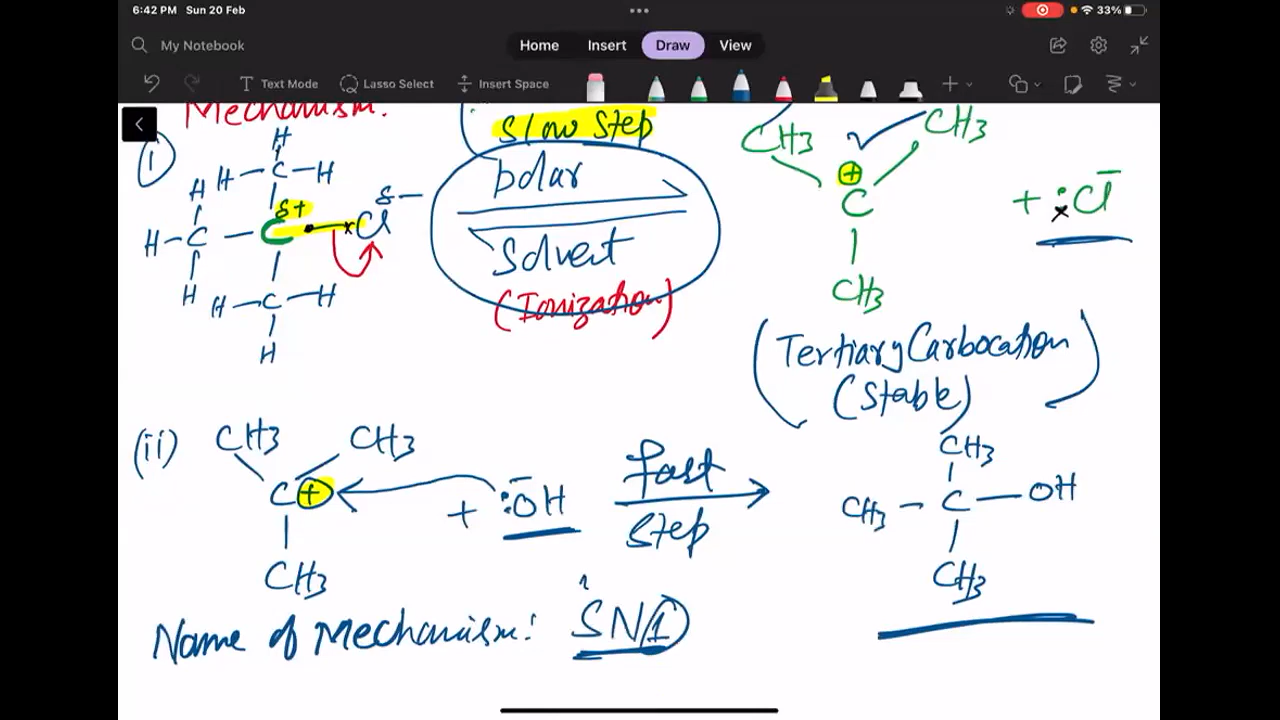 6:42 PM Sun 20 Feb
33%
My Notebook
Home Insert Draw View
Text Mode Lasso Select Insert Space
Mechanism:
(i)
H
H-C-H
H δ+ δ-
H-C-C-Cl
H H-C-H
H
Slow Step
polar
solvent
(Ionization)
CH3 CH3
+
C
CH3
+ :Cl-
(Tertiary Carbocation
(Stable)
(ii) CH3 CH3
C+ + :OH-
CH3
fast
step
CH3
CH3-C-OH
CH3
Name of Mechanism: SN1